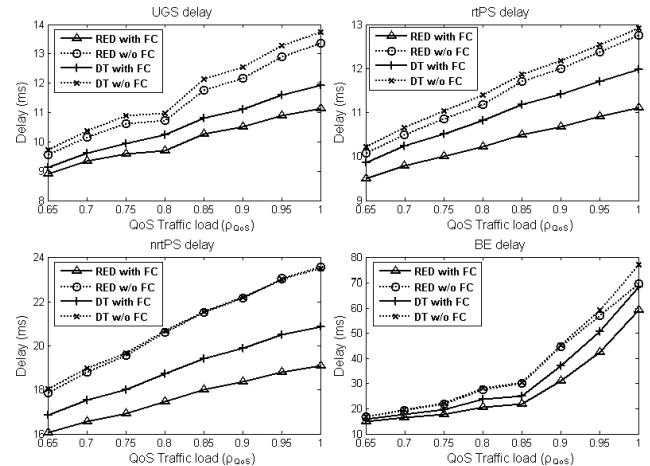 UGS delay
14
13
12
11
10
9
8
Delay (ms)
RED with FC
RED w/o FC
DT with FC
DT w/o FC
0.65 0.7 0.75 0.8 0.85 0.9 0.95 1
QoS Traffic load (ρQoS)
rtPS delay
13
12
11
10
9
Delay (ms)
RED with FC
RED w/o FC
DT with FC
DT w/o FC
0.65 0.7 0.75 0.8 0.85 0.9 0.95 1
QoS Traffic load (ρQoS)
nrtPS delay
24
22
20
18
16
Delay (ms)
RED with FC
RED w/o FC
DT with FC
DT w/o FC
0.65 0.7 0.75 0.8 0.85 0.9 0.95 1
QoS Traffic load (ρQoS)
BE delay
80
70
60
50
40
30
20
10
Delay (ms)
RED with FC
RED w/o FC
DT with FC
DT w/o FC
0.65 0.7 0.75 0.8 0.85 0.9 0.95 1
QoS Traffic load (ρQoS)